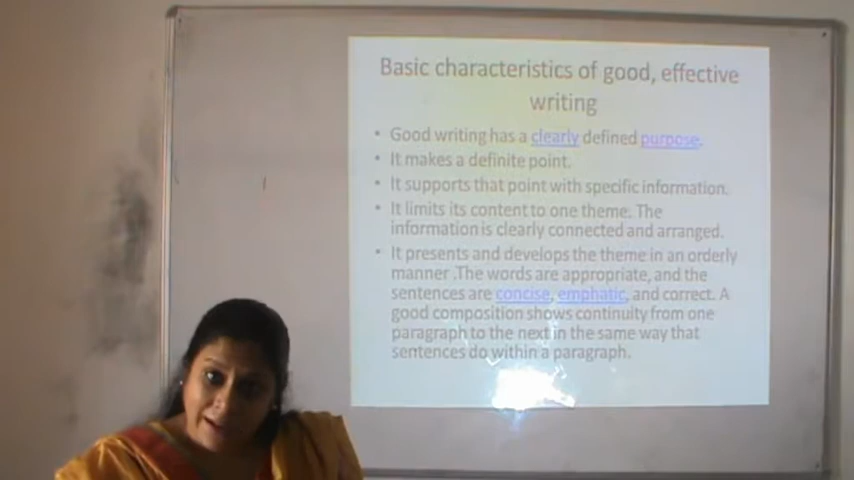 Basic characteristics of good, effective
writing
• Good writing has a clearly defined purpose.
• It makes a definite point.
• It supports that point with specific information.
• It limits its content to one theme. The
information is clearly connected and arranged.
• It presents and develops the theme in an orderly
manner .The words are appropriate, and the
sentences are concise, emphatic, and correct. A
good composition shows continuity from one
paragraph to the next in the same way that
sentences do within a paragraph.